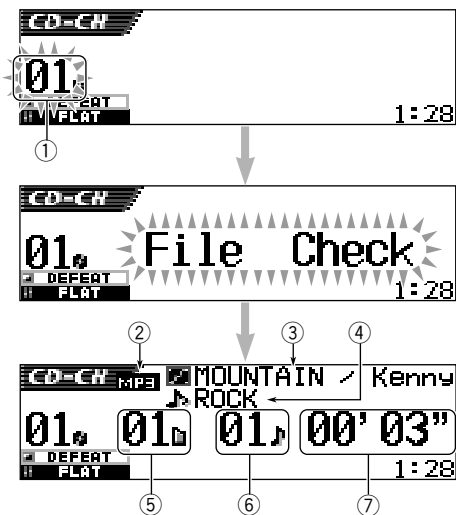 CD-CH
01
DEFEAT
FLAT 1:28
①
CD-CH
01 File Check
DEFEAT
FLAT 1:28
② ③ ④
CD-CH MP3 MOUNTAIN / Kenny
ROCK
01 01 01 00' 03"
DEFEAT
FLAT 1:28
⑤ ⑥ ⑦